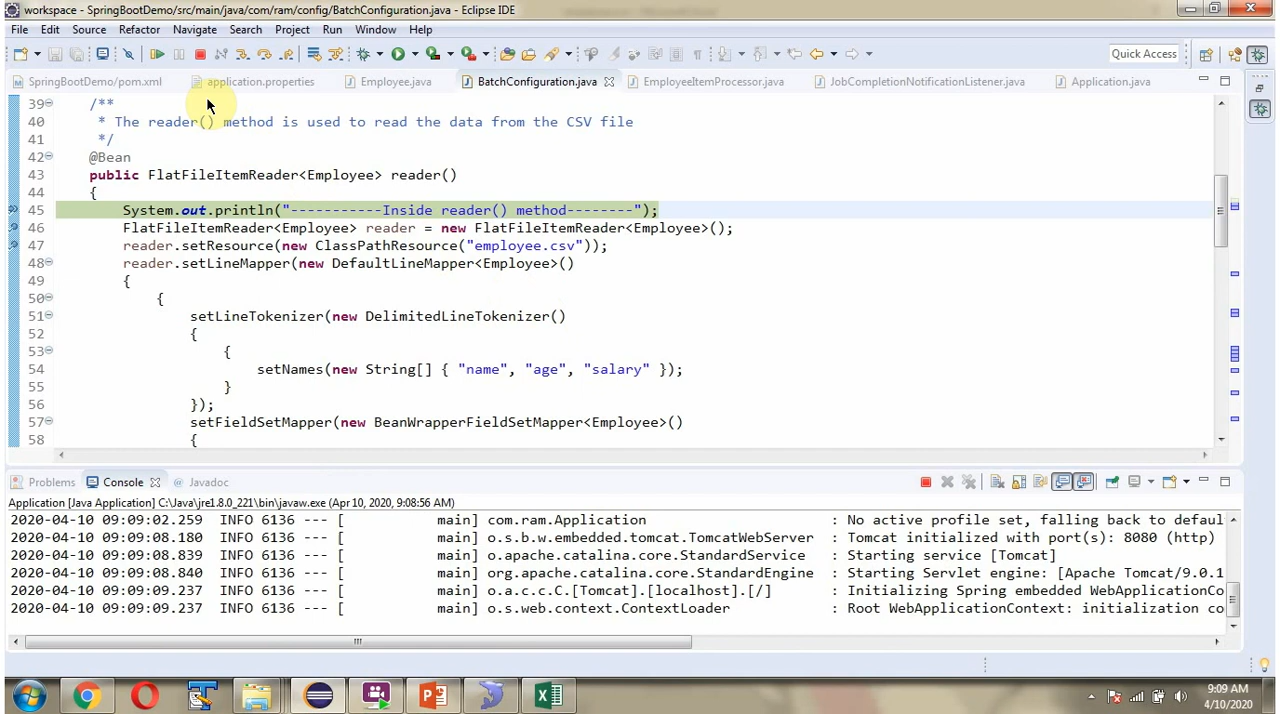 workspace - SpringBootDemo/src/main/java/com/ram/config/BatchConfiguration.java - Eclipse IDE
File Edit Source Refactor Navigate Search Project Run Window Help
Quick Access
SpringBootDemo/pom.xml application.properties Employee.java BatchConfiguration.java EmployeeItemProcessor.java JobCompletionNotificationListener.java Application.java
39 /**
40 * The reader() method is used to read the data from the CSV file
41 */
42 @Bean
43 public FlatFileItemReader<Employee> reader()
44 {
45 System.out.println("-----------Inside reader() method--------");
46 FlatFileItemReader<Employee> reader = new FlatFileItemReader<Employee>();
47 reader.setResource(new ClassPathResource("employee.csv"));
48 reader.setLineMapper(new DefaultLineMapper<Employee>()
49 {
50 {
51 setLineTokenizer(new DelimitedLineTokenizer()
52 {
53 {
54 setNames(new String[] { "name", "age", "salary" });
55 }
56 });
57 setFieldSetMapper(new BeanWrapperFieldSetMapper<Employee>()
58 {
Problems Console Javadoc
Application [Java Application] C:\Java\jre1.8.0_221\bin\javaw.exe (Apr 10, 2020, 9:08:56 AM)
2020-04-10 09:09:02.259 INFO 6136 --- [ main] com.ram.Application : No active profile set, falling back to defaul
2020-04-10 09:09:08.180 INFO 6136 --- [ main] o.s.b.w.embedded.tomcat.TomcatWebServer : Tomcat initialized with port(s): 8080 (http)
2020-04-10 09:09:08.839 INFO 6136 --- [ main] o.apache.catalina.core.StandardService : Starting service [Tomcat]
2020-04-10 09:09:08.840 INFO 6136 --- [ main] org.apache.catalina.core.StandardEngine : Starting Servlet engine: [Apache Tomcat/9.0.1
2020-04-10 09:09:09.237 INFO 6136 --- [ main] o.a.c.c.C.[Tomcat].[localhost].[/] : Initializing Spring embedded WebApplicationCo
2020-04-10 09:09:09.237 INFO 6136 --- [ main] o.s.web.context.ContextLoader : Root WebApplicationContext: initialization co
9:09 AM
4/10/2020